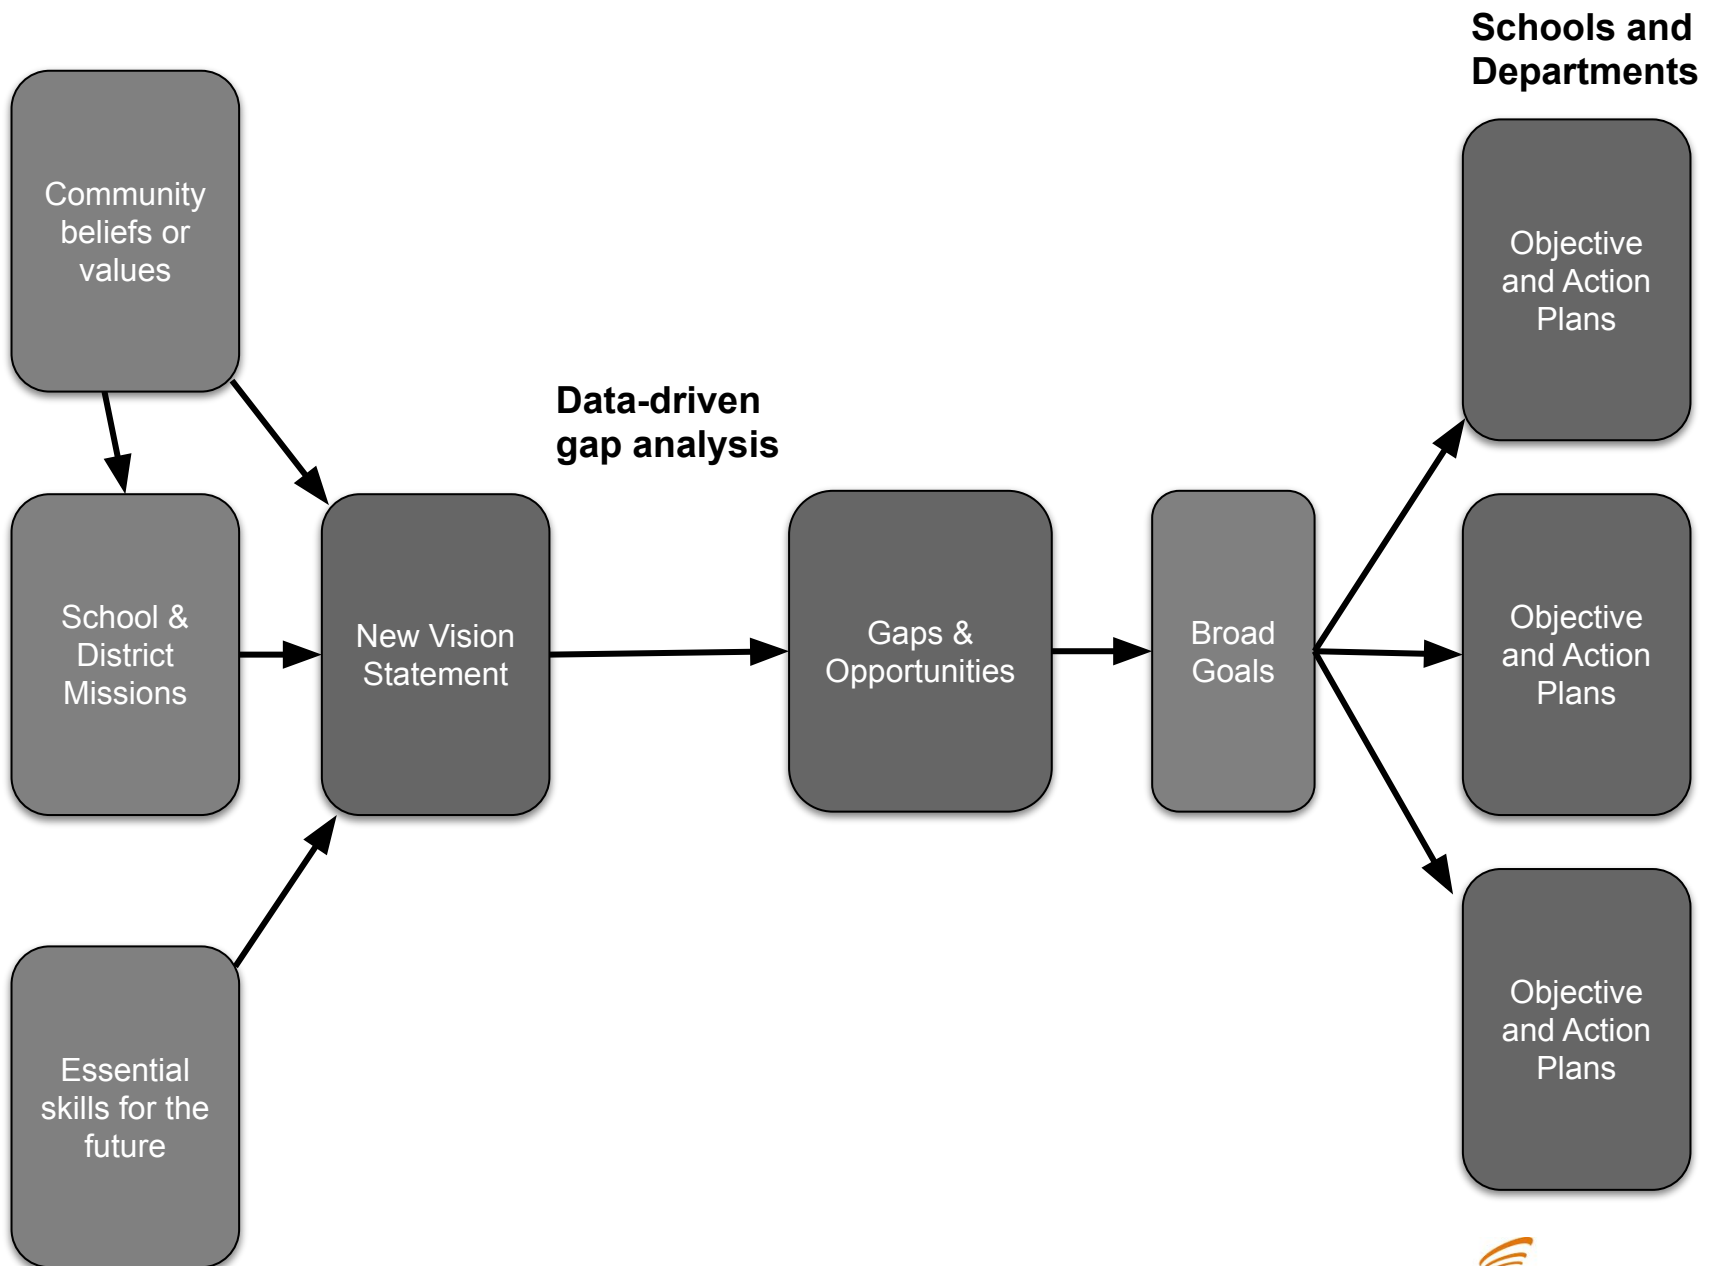 Schools and
Departments
Community
beliefs or
values
Objective
and Action
Plans
Data-driven
gap analysis
School &
District
Missions
New Vision
Statement
Gaps &
Opportunities
Broad
Goals
Objective
and Action
Plans
Essential
skills for the
future
Objective
and Action
Plans